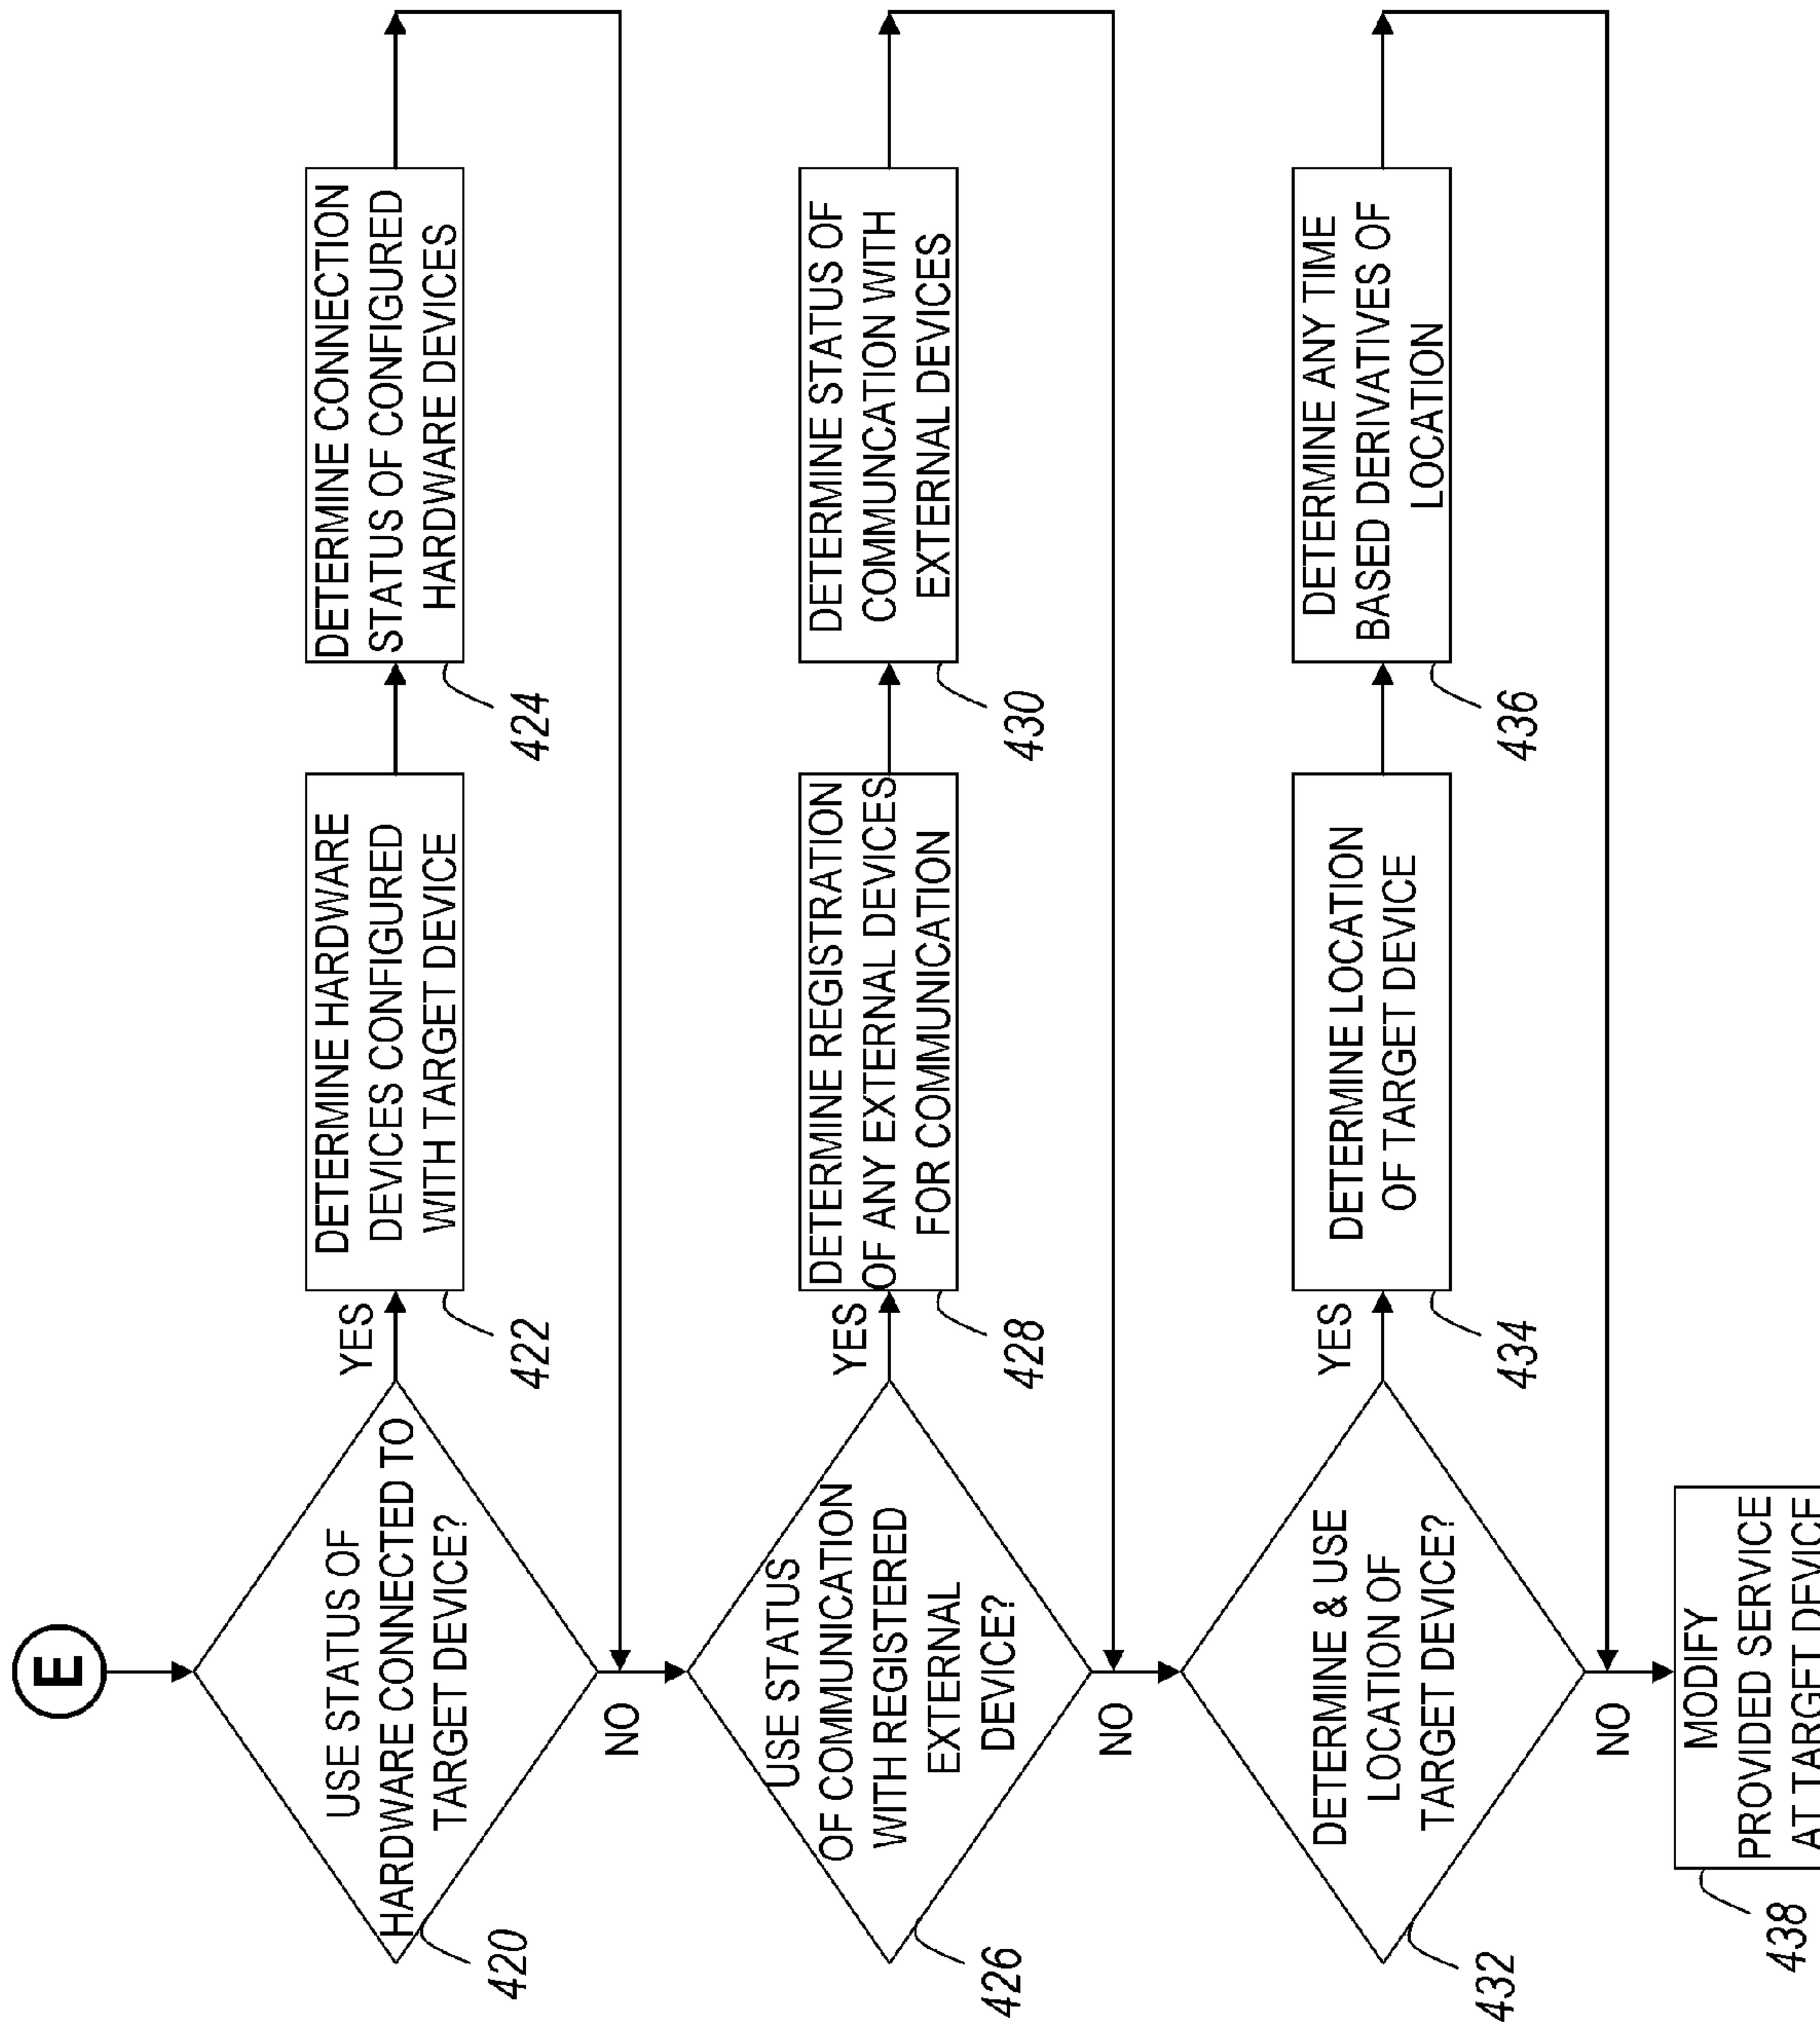 E
USE STATUS OF
HARDWARE CONNECTED TO
TARGET DEVICE?
420
YES
NO
DETERMINE HARDWARE
DEVICES CONFIGURED
WITH TARGET DEVICE
422
DETERMINE CONNECTION
STATUS OF CONFIGURED
HARDWARE DEVICES
424
USE STATUS
OF COMMUNICATION
WITH REGISTERED
EXTERNAL
DEVICE?
426
YES
NO
DETERMINE REGISTRATION
OF ANY EXTERNAL DEVICES
FOR COMMUNICATION
428
DETERMINE STATUS OF
COMMUNCATION WITH
EXTERNAL DEVICES
430
DETERMINE & USE
LOCATION OF
TARGET DEVICE?
432
YES
NO
DETERMINE LOCATION
OF TARGET DEVICE
434
DETERMINE ANY TIME
BASED DERIVATIVES OF
LOCATION
436
MODIFY
PROVIDED SERVICE
AT TARGET DEVICE
438